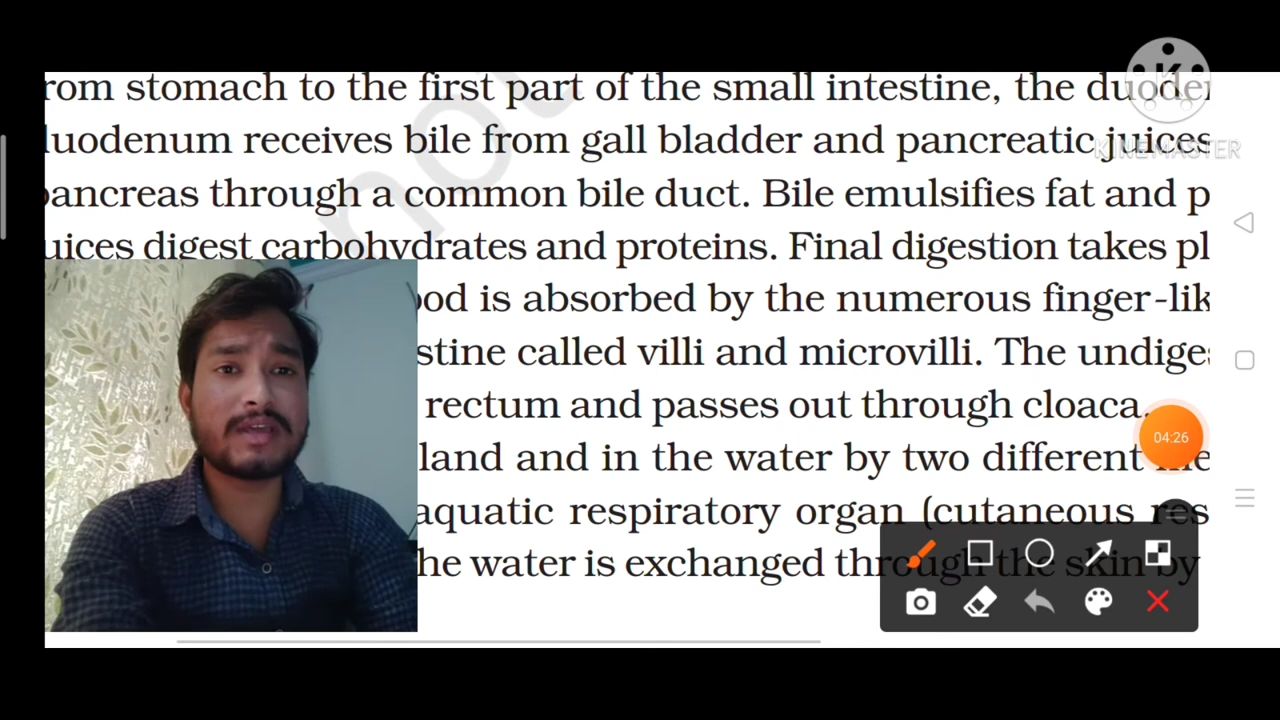 rom stomach to the first part of the small intestine, the duoden
luodenum receives bile from gall bladder and pancreatic juices
pancreas through a common bile duct. Bile emulsifies fat and p
uices digest carbohydrates and proteins. Final digestion takes pl
ood is absorbed by the numerous finger-lik
stine called villi and microvilli. The undiges
rectum and passes out through cloaca.
land and in the water by two different me
aquatic respiratory organ (cutaneous res
he water is exchanged through the skin by
not
KINEMASTER
04:26